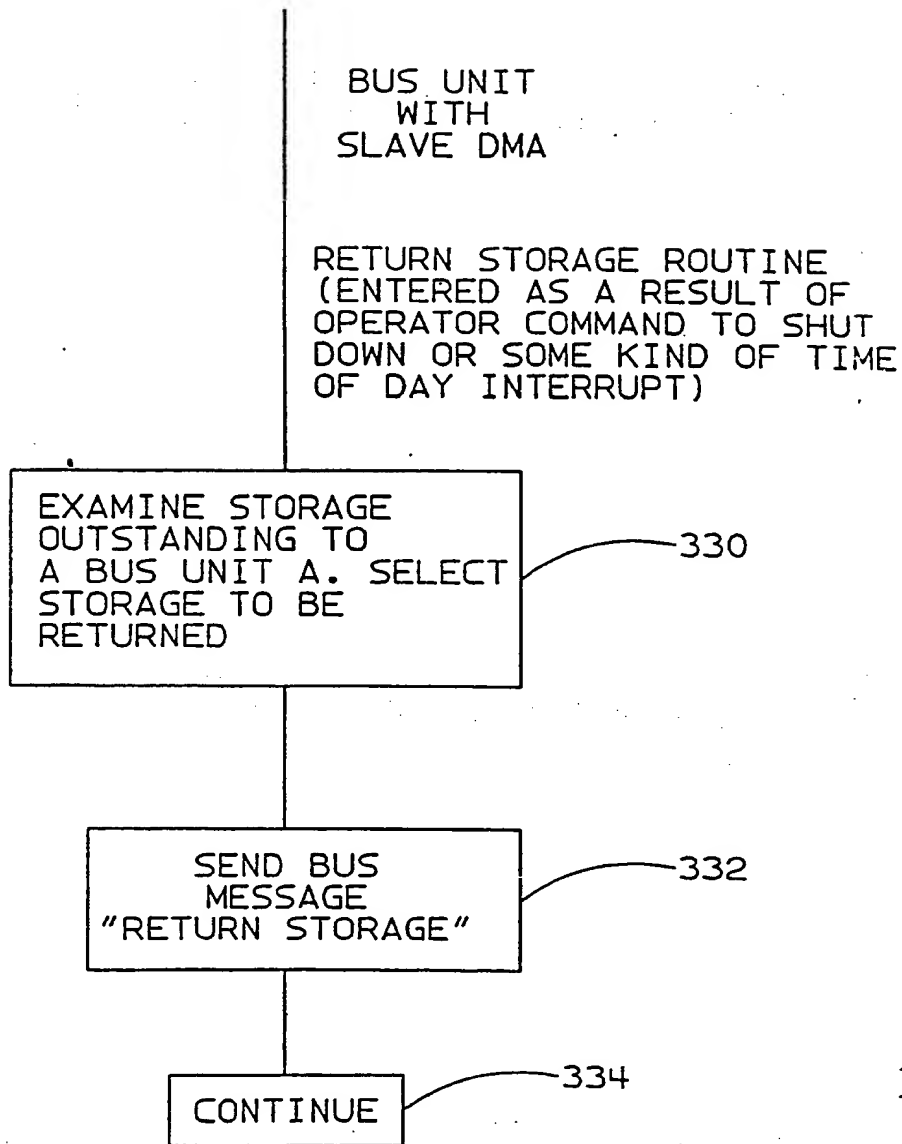 BUS UNIT
WITH
SLAVE DMA
RETURN STORAGE ROUTINE
(ENTERED AS A RESULT OF
OPERATOR COMMAND TO SHUT
DOWN OR SOME KIND OF TIME
OF DAY INTERRUPT)
EXAMINE STORAGE
OUTSTANDING TO
A BUS UNIT A. SELECT
STORAGE TO BE
RETURNED
330
SEND BUS
MESSAGE
"RETURN STORAGE"
332
CONTINUE
334